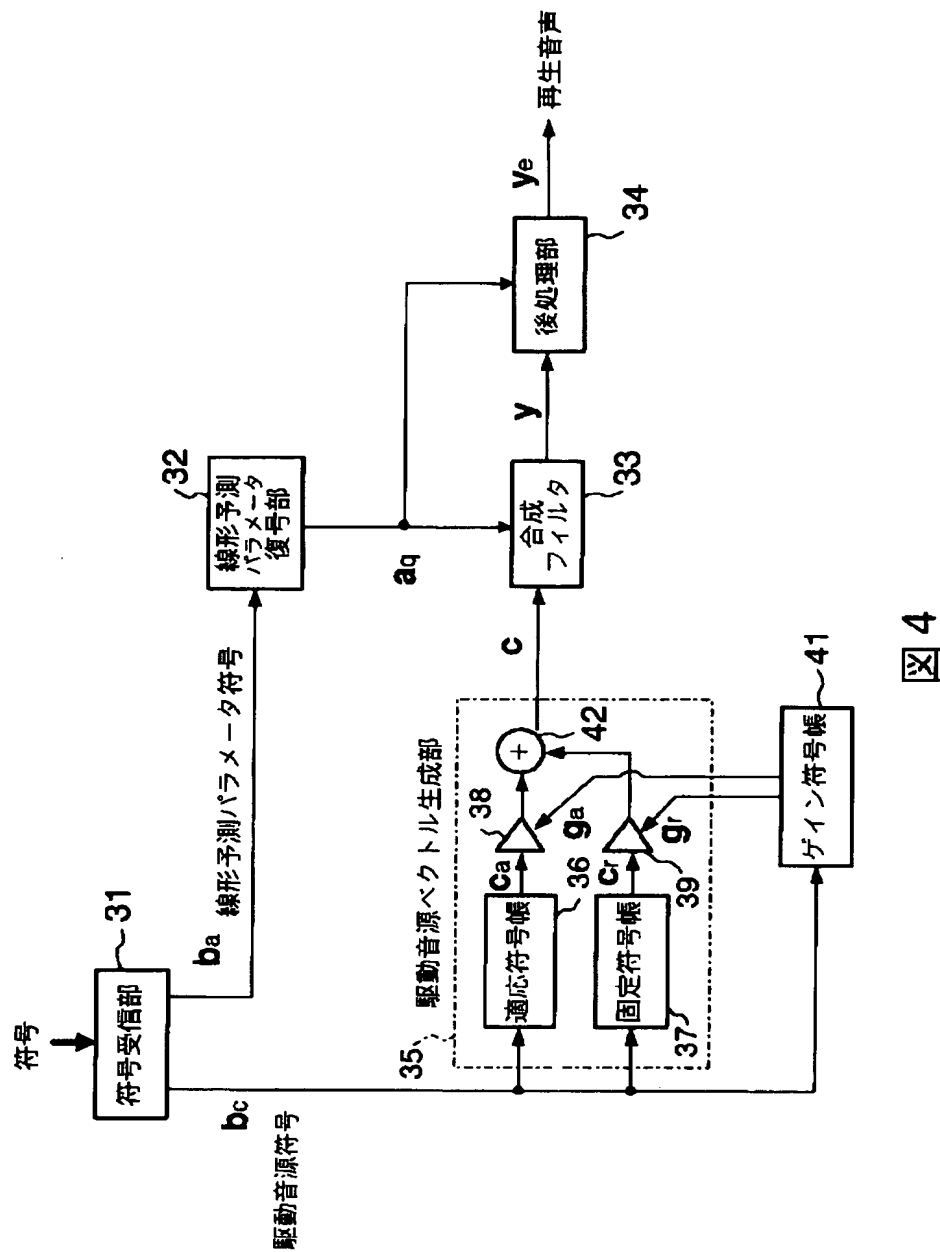 符号
符号受信部
31
ba 線形予測パラメータ符号
bc
駆動音源符号
線形予測
パラメータ
復号部
32
aq
駆動音源ベクトル生成部
35
適応符号帳
36
ca
38
ga
固定符号帳
37
cr
39
gr
+
42
ゲイン符号帳
41
c
合成
フィルタ
33
y
後処理部
34
ye
再生音声
図 4